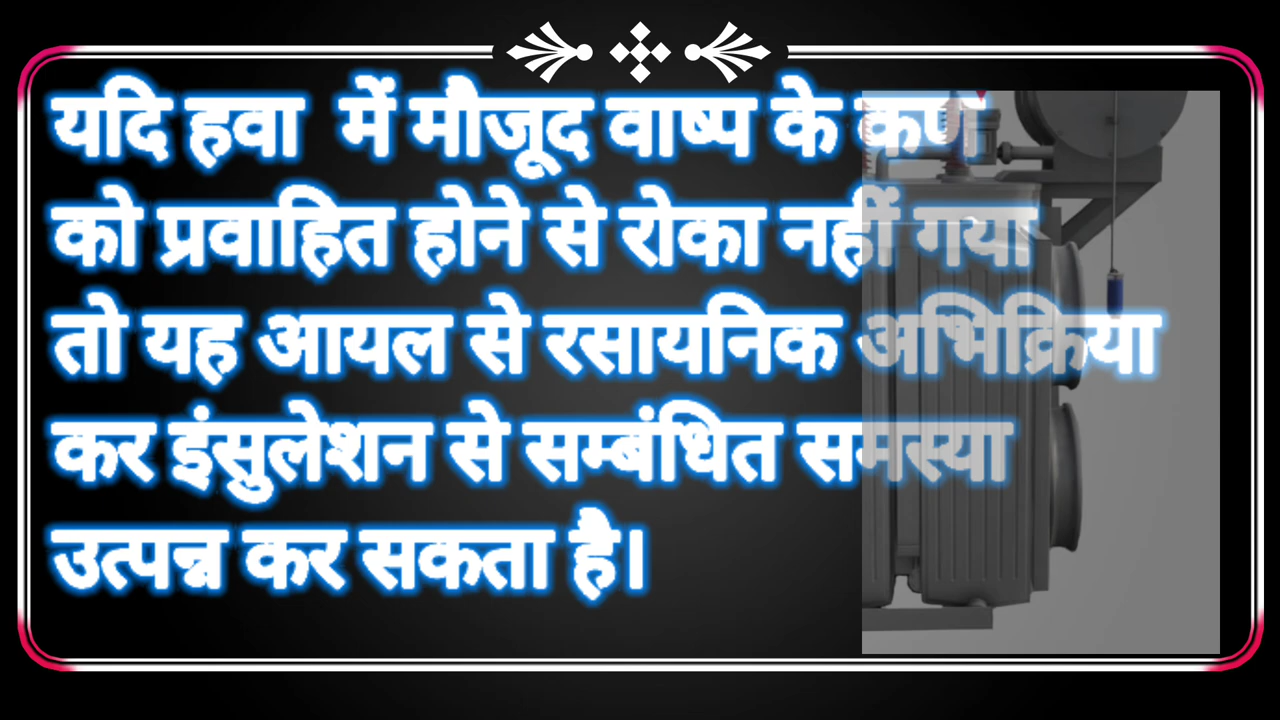 यदि हवा में मौजूद वाष्प के कण
को प्रवाहित होने से रोका नहीं गया
तो यह आयल से रसायनिक अभिक्रिया
कर इंसुलेशन से सम्बंधित समस्या
उत्पन्न कर सकता है।